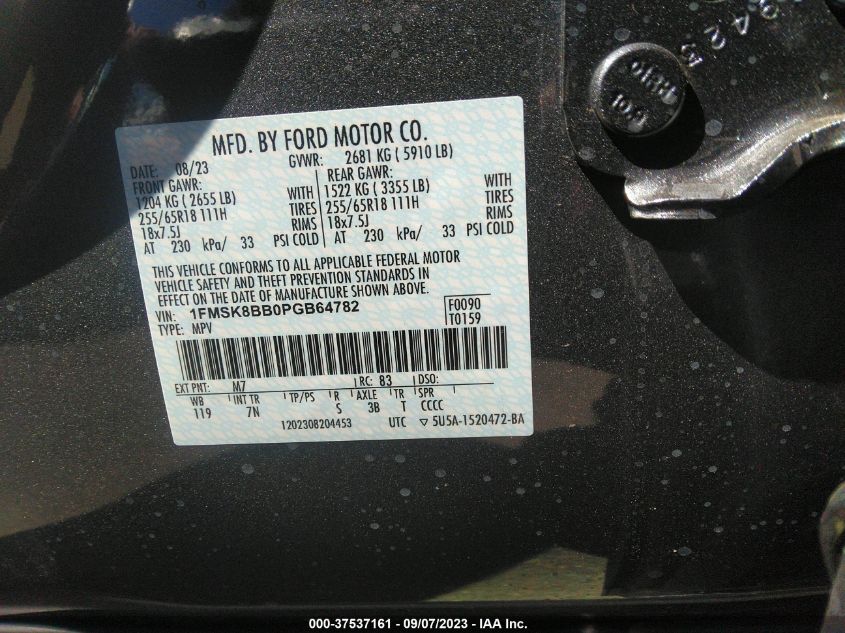 9425
HR10
10T
MFD. BY FORD MOTOR CO.
DATE: 08/23 GVWR: 2681 KG ( 5910 LB)
FRONT GAWR: REAR GAWR:
1204 KG ( 2655 LB) WITH 1522 KG ( 3355 LB) WITH
255/65R18 111H TIRES 255/65R18 111H TIRES
18x7.5J RIMS 18x7.5J RIMS
AT 230 kPa/ 33 PSI COLD AT 230 kPa/ 33 PSI COLD
THIS VEHICLE CONFORMS TO ALL APPLICABLE FEDERAL MOTOR
VEHICLE SAFETY AND THEFT PREVENTION STANDARDS IN
EFFECT ON THE DATE OF MANUFACTURE SHOWN ABOVE.
VIN: 1FMSK8BB0PGB64782 F0090
TYPE: MPV T0159
EXT PNT: M7 RC: 83 DSO:
WB INT TR TP/PS R AXLE TR SPR
119 7N S 3B T CCCC
1202308204453 UTC ▽ 5U5A-1520472-BA
000-37537161 - 09/07/2023 - IAA Inc.